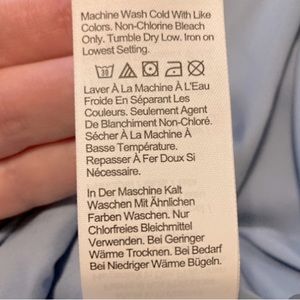 Machine Wash Cold With Like
Colors. Non-Chlorine Bleach
Only. Tumble Dry Low. Iron on
Lowest Setting.
30
Laver À La Machine À L'Eau
Froide En Séparant Les
Couleurs. Seulement Agent
De Blanchiment Non-Chloré.
Sécher À La Machine À
Basse Température.
Repasser À Fer Doux Si
Nécessaire.
In Der Maschine Kalt
Waschen Mit Ähnlichen
Farben Waschen. Nur
Chlorfreies Bleichmittel
Verwenden. Bei Geringer
Wärme Trocknen. Bei Bedarf
Bei Niedriger Wärme Bügeln.